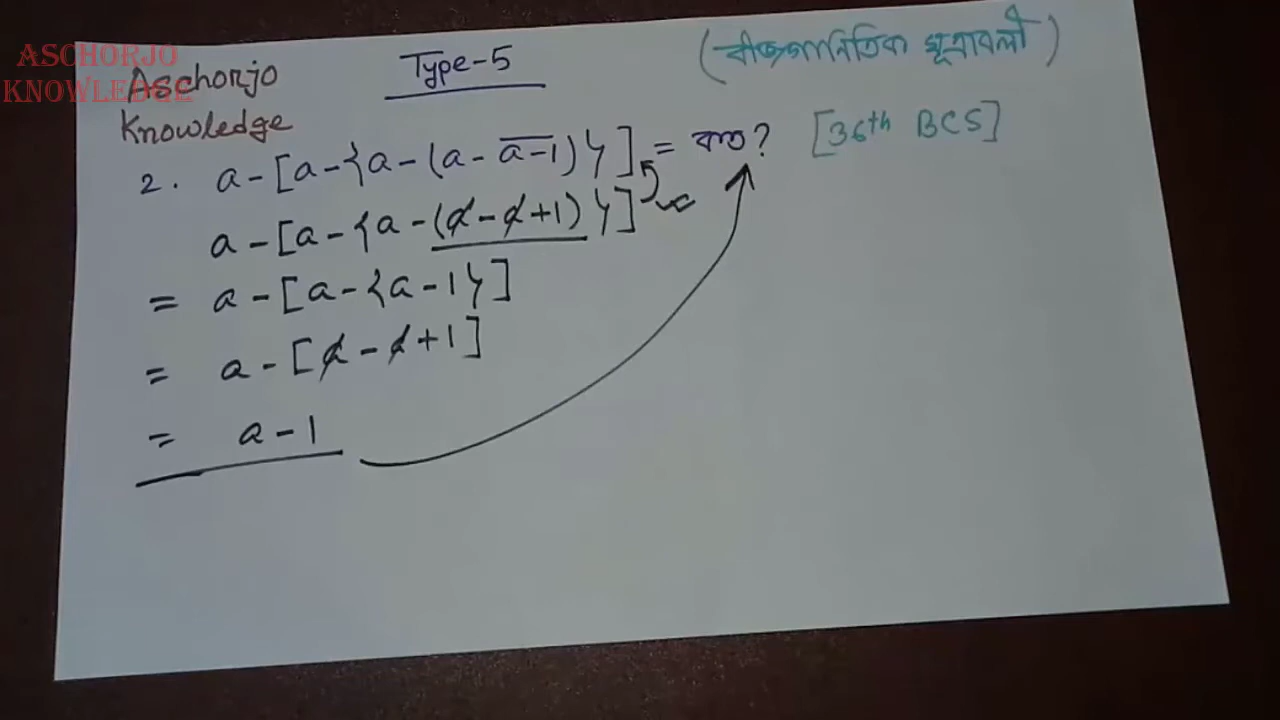 ASCHORJO
KNOWLEDGE
Aschorjo
Knowledge
Type-5
(বীজগানিতিক সূত্রাবলী)
2. a-[a-{a-(a-a̅-̅1̅)}] = কত? [36th BCS]
a-[a-{a-(a-a+1)}]
= a-[a-{a-1}]
= a-[a-a+1]
= a-1